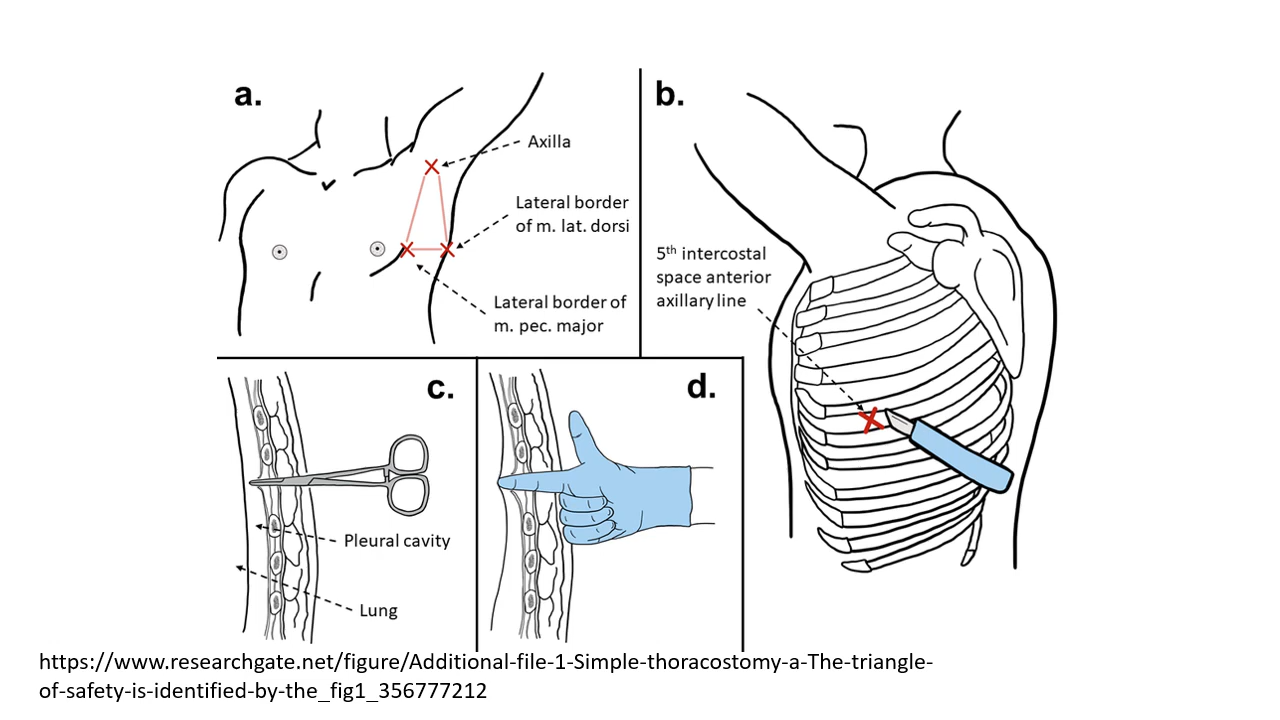 a.
Axilla
Lateral border
of m. lat. dorsi
Lateral border of
m. pec. major
b.
5th intercostal
space anterior
axillary line
c.
Pleural cavity
Lung
d.
https://www.researchgate.net/figure/Additional-file-1-Simple-thoracostomy-a-The-triangle-
of-safety-is-identified-by-the_fig1_356777212